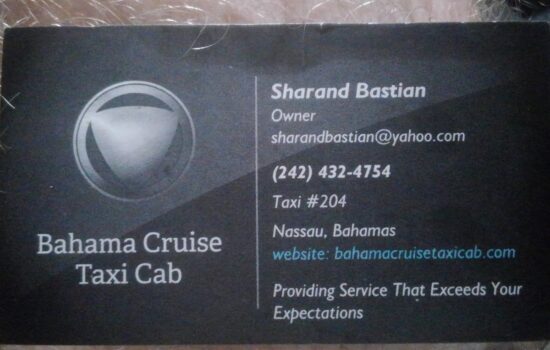 Bahama Cruise
Taxi Cab
Sharand Bastian
Owner
sharandbastian@yahoo.com
(242) 432-4754
Taxi #204
Nassau, Bahamas
website: bahamacruisetaxicab.com
Providing Service That Exceeds Your
Expectations